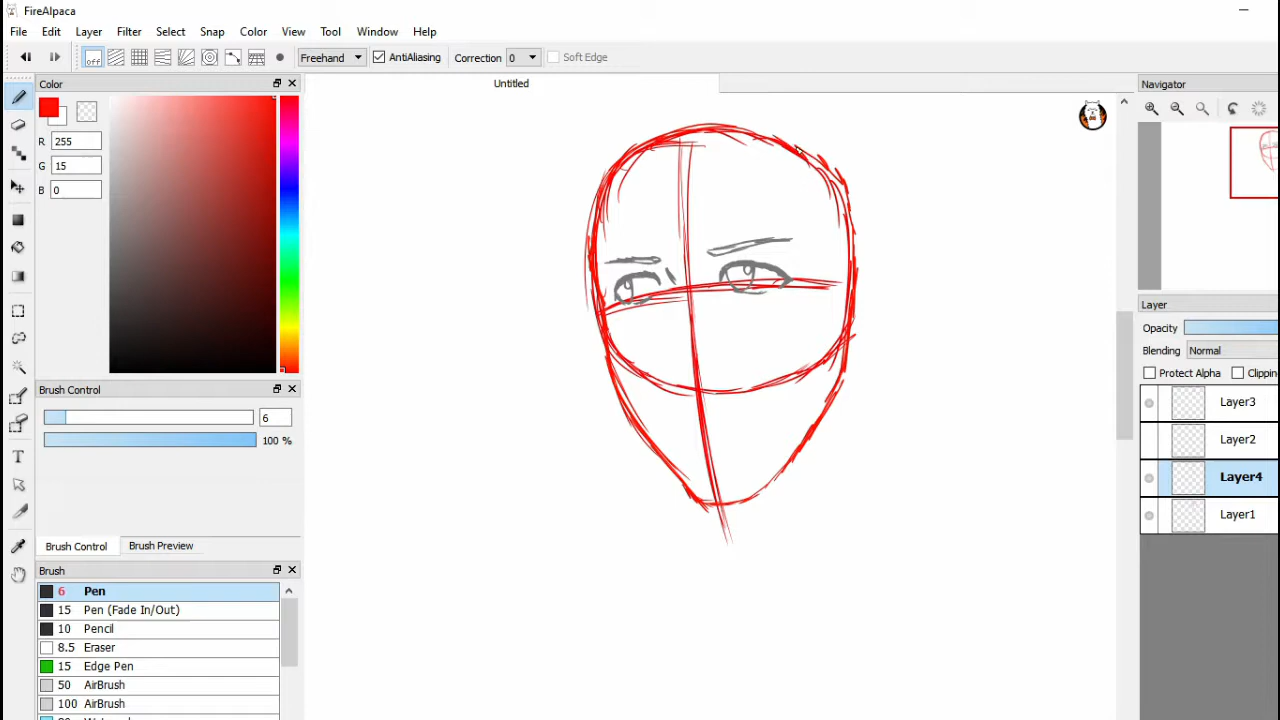 FireAlpaca
File Edit Layer Filter Select Snap Color View Tool Window Help
off Freehand AntiAliasing Correction 0 Soft Edge
Color
Untitled
Navigator
R 255
G 15
B 0
Layer
Opacity
Blending Normal
Protect Alpha Clippin
Brush Control
6
100 %
Layer3
Layer2
Layer4
Layer1
Brush Control Brush Preview
Brush
6 Pen
15 Pen (Fade In/Out)
10 Pencil
8.5 Eraser
15 Edge Pen
50 AirBrush
100 AirBrush